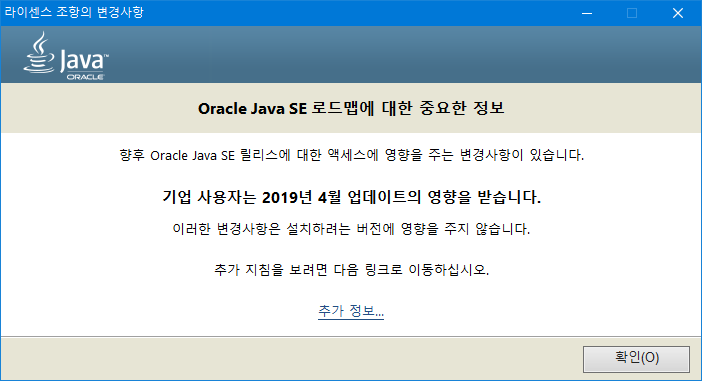 라이센스 조항의 변경사항
Java™
ORACLE
Oracle Java SE 로드맵에 대한 중요한 정보
향후 Oracle Java SE 릴리스에 대한 액세스에 영향을 주는 변경사항이 있습니다.
기업 사용자는 2019년 4월 업데이트의 영향을 받습니다.
이러한 변경사항은 설치하려는 버전에 영향을 주지 않습니다.
추가 지침을 보려면 다음 링크로 이동하십시오.
추가 정보...
확인(O)